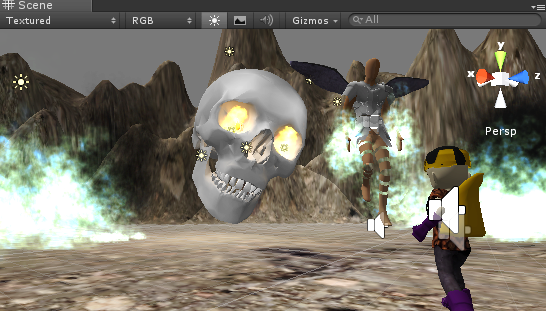 Scene
Textured RGB Gizmos All
y
x z
Persp